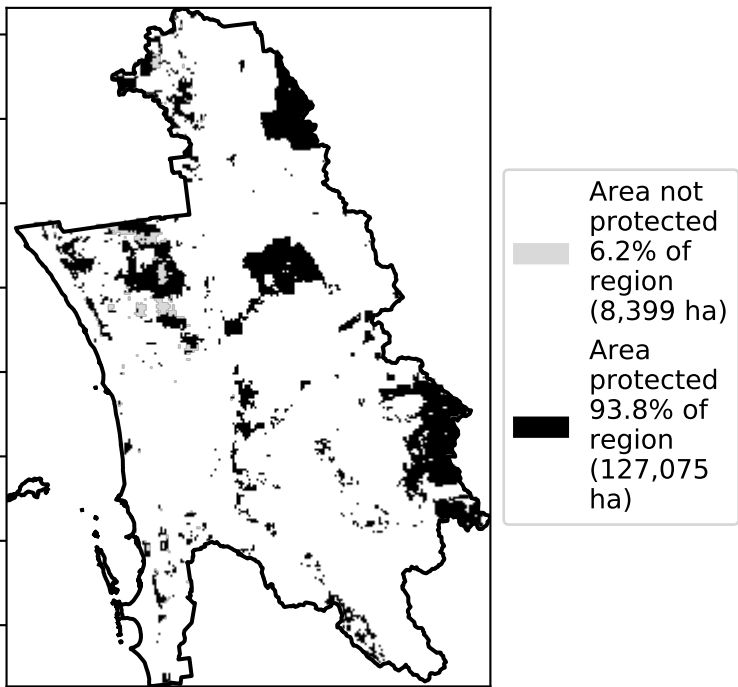 Area not
protected
6.2% of
region
(8,399 ha)
Area
protected
93.8% of
region
(127,075
ha)